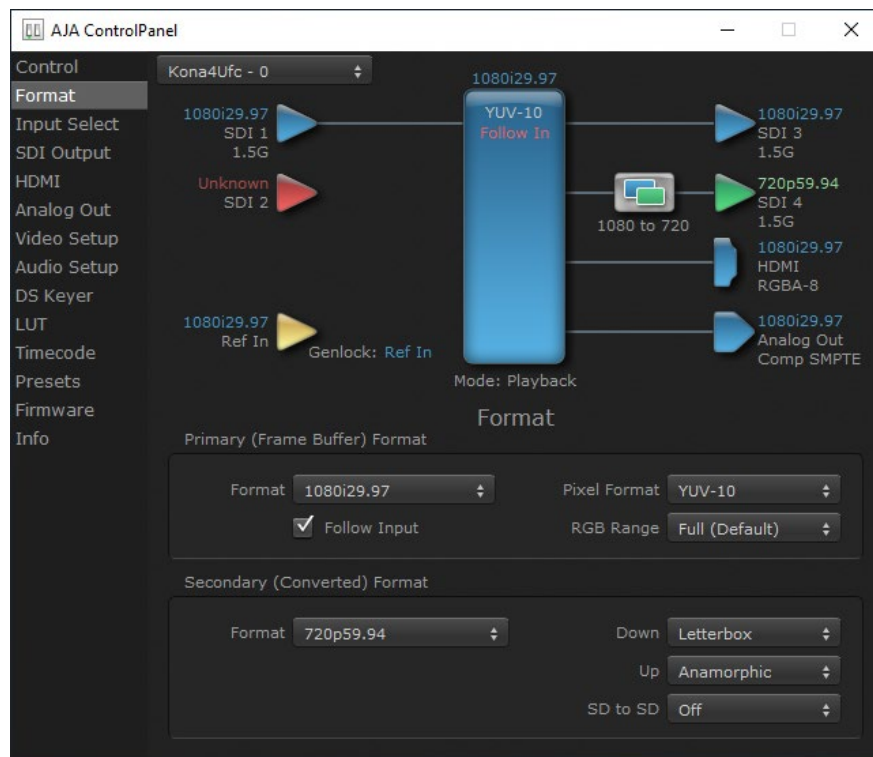 AJA ControlPanel
Control
Format
Input Select
SDI Output
HDMI
Analog Out
Video Setup
Audio Setup
DS Keyer
LUT
Timecode
Presets
Firmware
Info
Kona4Ufc - 0
1080i29.97
YUV-10
Follow In
1080i29.97
SDI 1
1.5G
Unknown
SDI 2
1080i29.97
Ref In
Genlock: Ref In
1080i29.97
SDI 3
1.5G
1080 to 720
720p59.94
SDI 4
1.5G
1080i29.97
HDMI
RGBA-8
1080i29.97
Analog Out
Comp SMPTE
Mode: Playback
Format
Primary (Frame Buffer) Format
Format 1080i29.97 Pixel Format YUV-10
Follow Input RGB Range Full (Default)
Secondary (Converted) Format
Format 720p59.94 Down Letterbox
Up Anamorphic
SD to SD Off